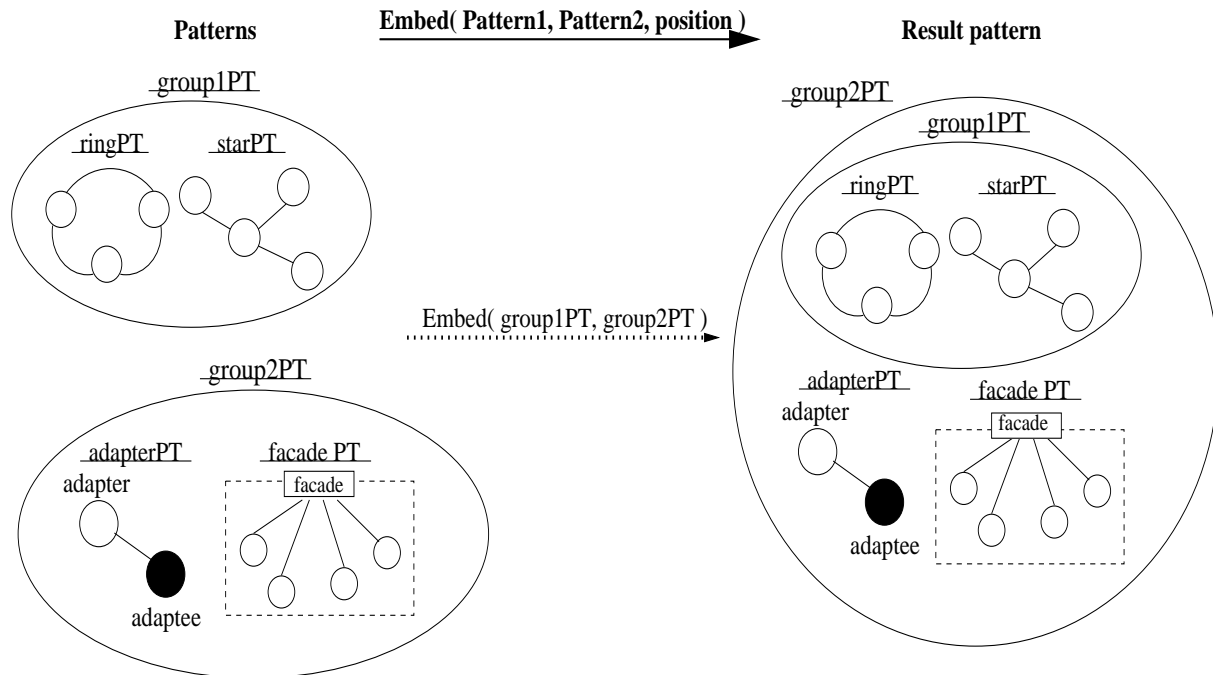 Patterns
Embed( Pattern1, Pattern2, position )
Result pattern
group1PT
ringPT
starPT
group2PT
adapterPT
adapter
adaptee
facade PT
facade
Embed( group1PT, group2PT )
group2PT
group1PT
ringPT
starPT
adapterPT
adapter
adaptee
facade PT
facade